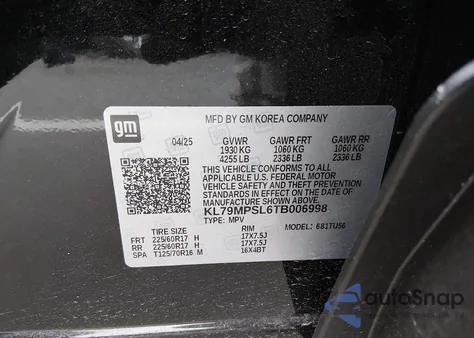 MFD BY GM KOREA COMPANY
gm
04/25 GVWR GAWR FRT GAWR RR
1930 KG 1060 KG 1060 KG
4255 LB 2336 LB 2336 LB
THIS VEHICLE CONFORMS TO ALL
APPLICABLE U.S. FEDERAL MOTOR
VEHICLE SAFETY, BUMPER, AND THEFT
PREVENTION STANDARDS IN EFFECT ON THE
DATE OF MANUFACTURE SHOWN ABOVE.
KL79MPSL6TB006998
TYPE: MPV MODEL: 681TU56
TIRE SIZE RIM
FRT 225/60R17 H 17X7.5J
RR 225/60R17 H 17X7.5J
SPA T125/70R16 M 16X4BT
autoSnap